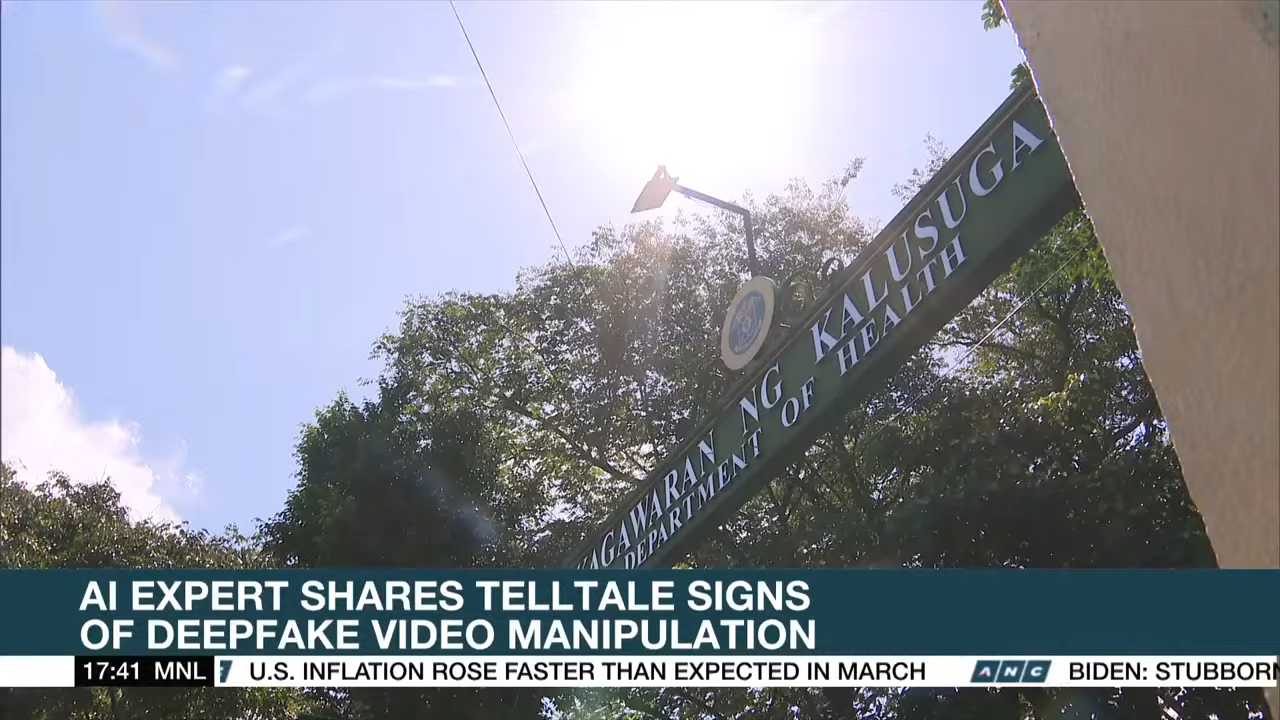 KAGAWARAN NG KALUSUGA
DEPARTMENT OF HEALTH
AI EXPERT SHARES TELLTALE SIGNS
OF DEEPFAKE VIDEO MANIPULATION
17:41 MNL U.S. INFLATION ROSE FASTER THAN EXPECTED IN MARCH ANC BIDEN: STUBBORN